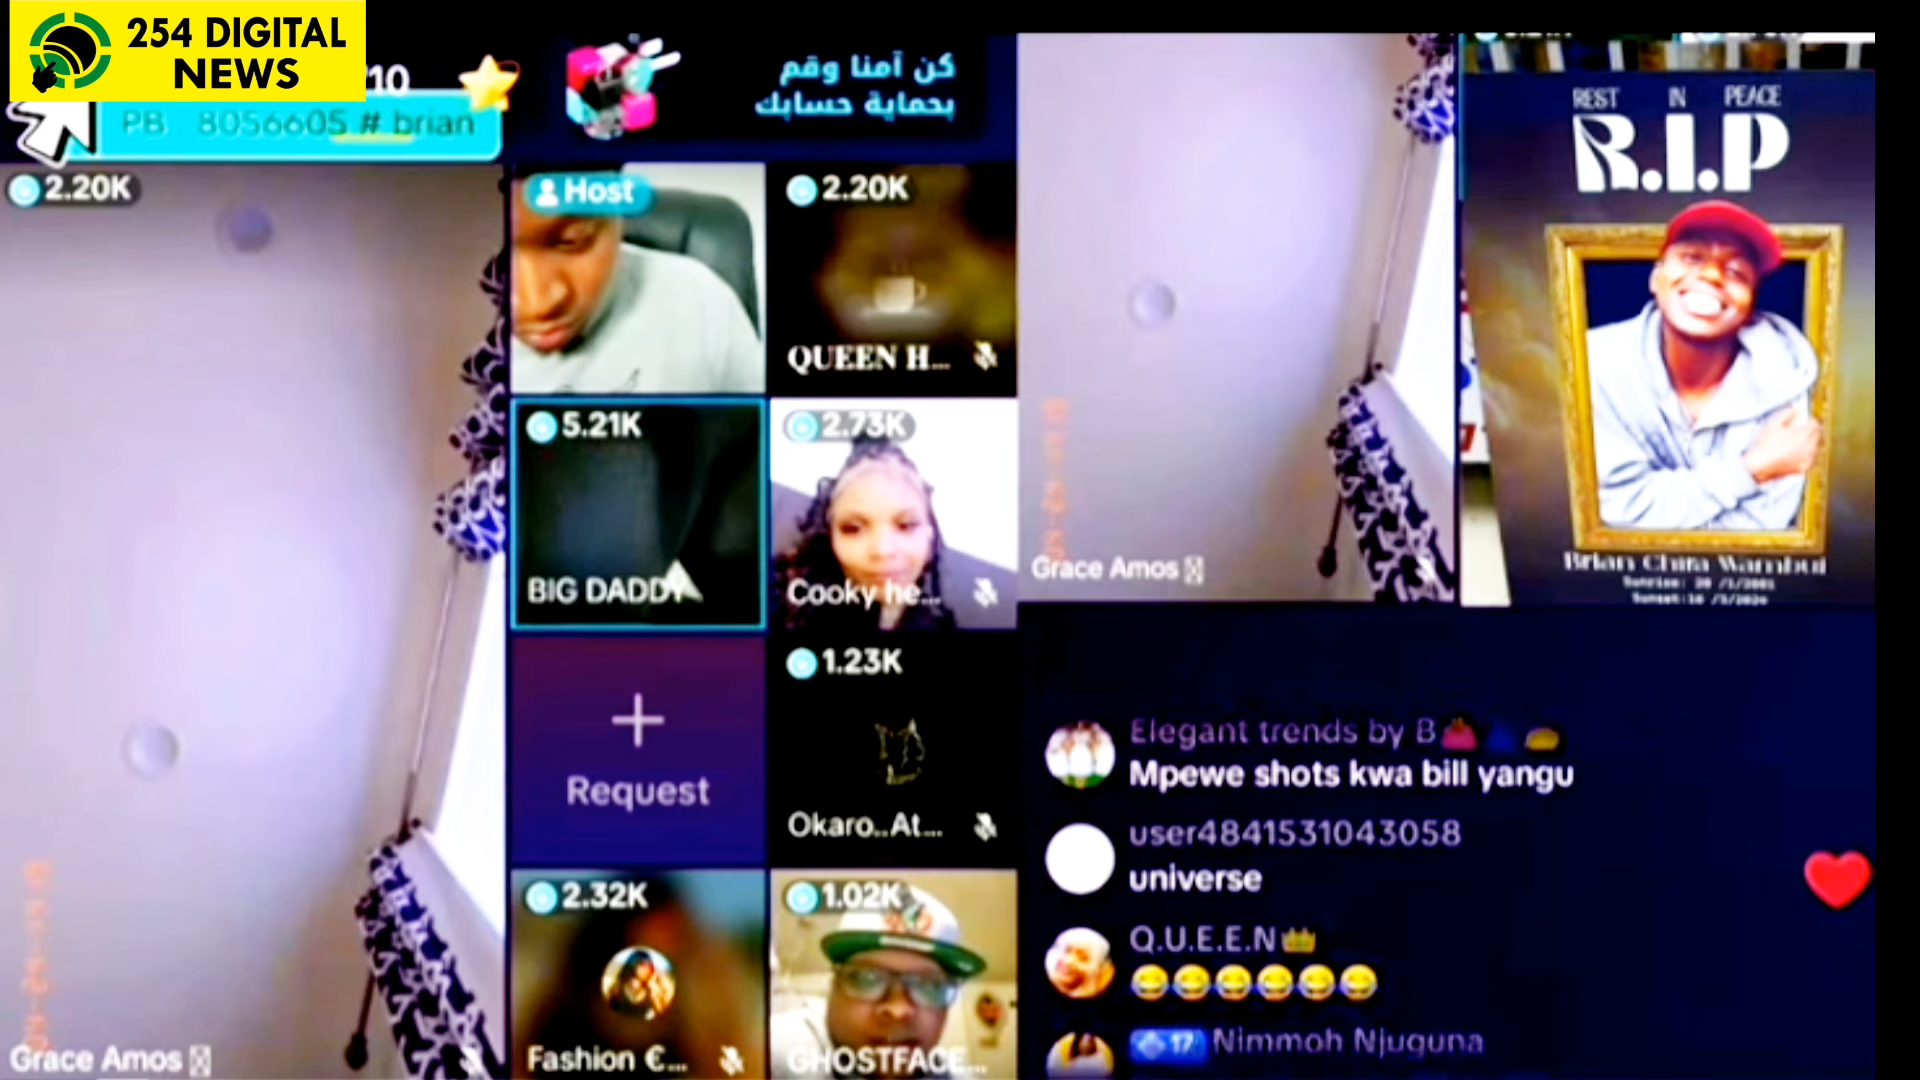 254 DIGITAL
NEWS
/10
PB 8056605 # brian
كن آمنا وقم
بحماية حسابك
2.20K
Host
2.20K
QUEEN H...
5.21K
BIG DADDY
2.73K
Cooky he...
Request
1.23K
Okaro..At...
2.32K
Fashion €...
1.02K
GHOSTFACE...
Grace Amos
Grace Amos
REST IN PEACE
R.I.P
Brian Chira Wambui
Elegant trends by B
Mpewe shots kwa bill yangu
user4841531043058
universe
Q.U.E.E.N
17 Nimmoh Njuguna